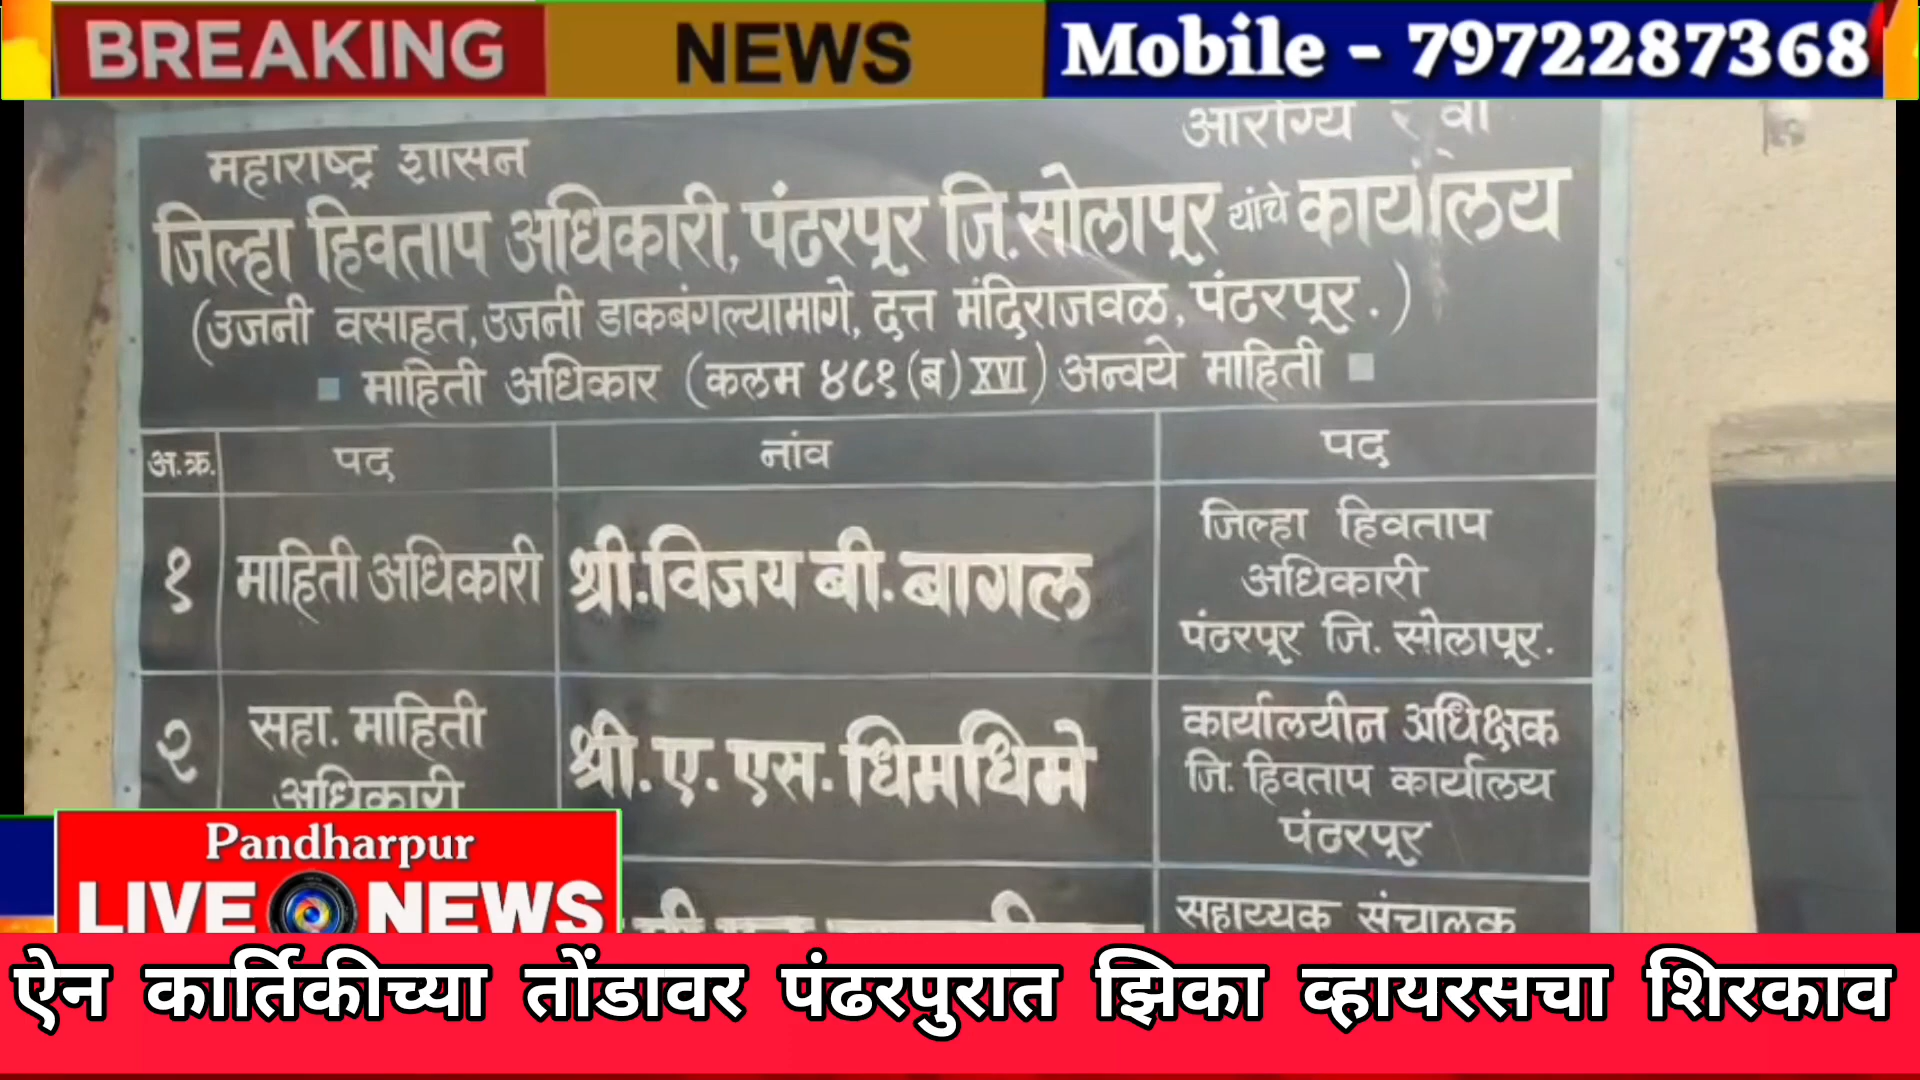 BREAKING NEWS Mobile - 7972287368
महाराष्ट्र शासन
आरोग्य
जिल्हा हिवताप अधिकारी, पंढरपूर जि.सोलापूर यांचे कार्यालय
(उजनी वसाहत, उजनी डाकबंगल्यामागे, दत्त मंदिराजवळ, पंढरपूर.)
माहिती अधिकार (कलम ४८१ (ब) XVI) अन्वये माहिती
अ.क्र. पद नांव पद
१ माहिती अधिकारी श्री.विजय बी.बागल जिल्हा हिवताप
अधिकारी
पंढरपूर जि. सोलापूर.
२ सहा. माहिती
अधिकारी
श्री.ए.एस.धिमधिमे
कार्यालयीन अधिक्षक
जि. हिवताप कार्यालय
पंढरपूर
सहाय्यक संचालक
Pandharpur
LIVE NEWS
ऐन कार्तिकीच्या तोंडावर पंढरपुरात झिका व्हायरसचा शिरकाव